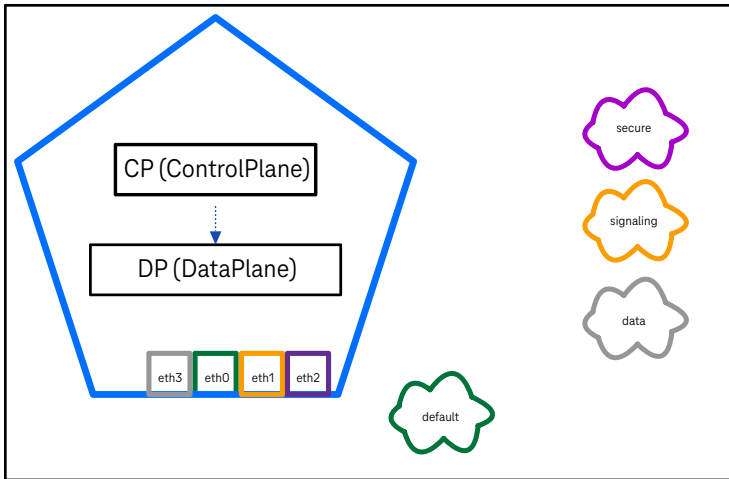 secure
CP (ControlPlane)
signaling
DP (DataPlane)
data
eth3
eth0
eth1
eth2
default